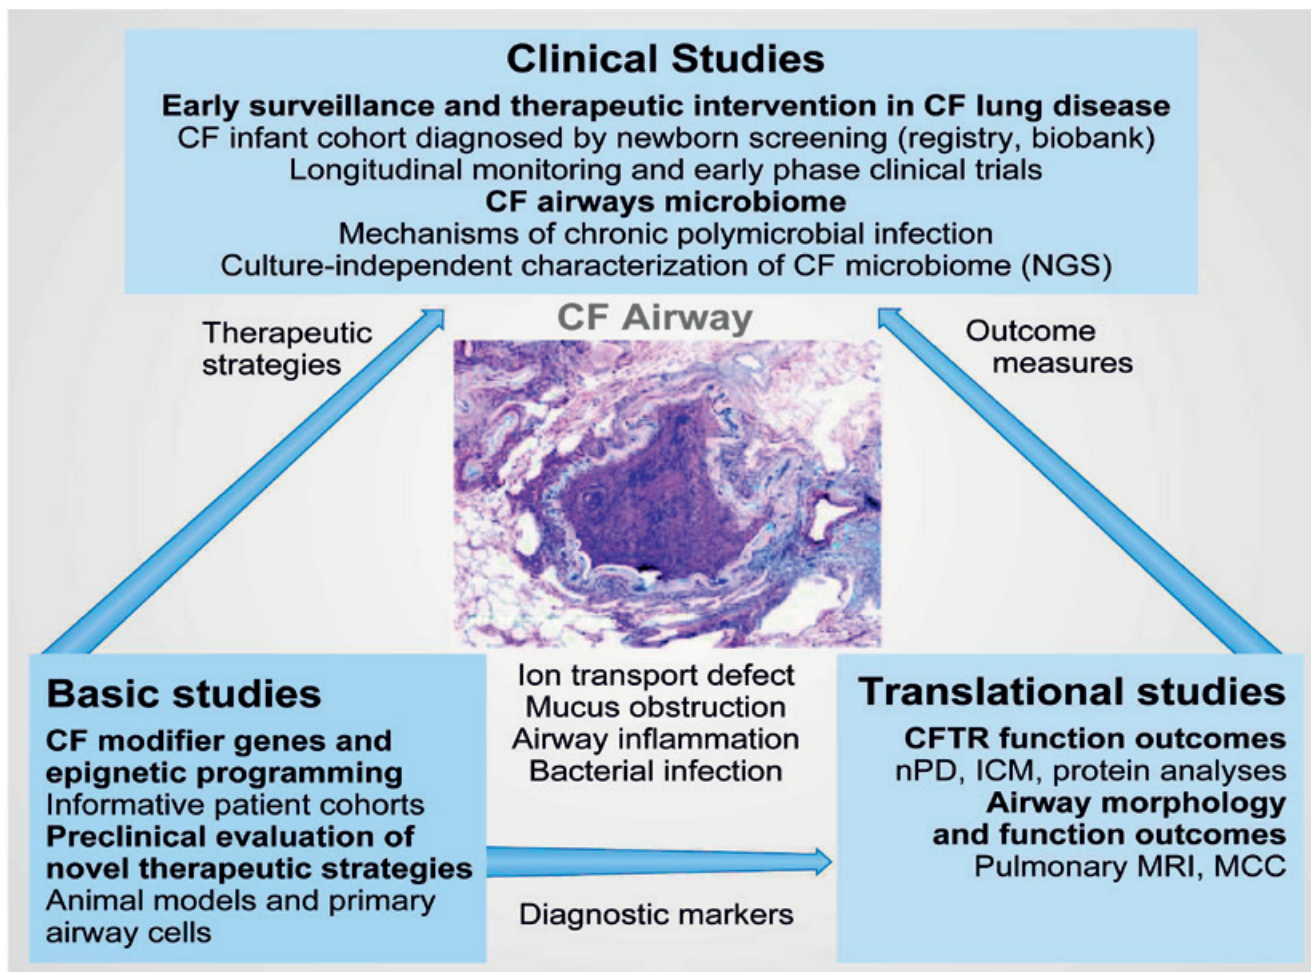 Clinical Studies
Early surveillance and therapeutic intervention in CF lung disease
CF infant cohort diagnosed by newborn screening (registry, biobank)
Longitudinal monitoring and early phase clinical trials
CF airways microbiome
Mechanisms of chronic polymicrobial infection
Culture-independent characterization of CF microbiome (NGS)
Therapeutic
strategies
CF Airway
Outcome
measures
Basic studies
CF modifier genes and
epignetic programming
Informative patient cohorts
Preclinical evaluation of
novel therapeutic strategies
Animal models and primary
airway cells
Ion transport defect
Mucus obstruction
Airway inflammation
Bacterial infection
Diagnostic markers
Translational studies
CFTR function outcomes
nPD, ICM, protein analyses
Airway morphology
and function outcomes
Pulmonary MRI, MCC